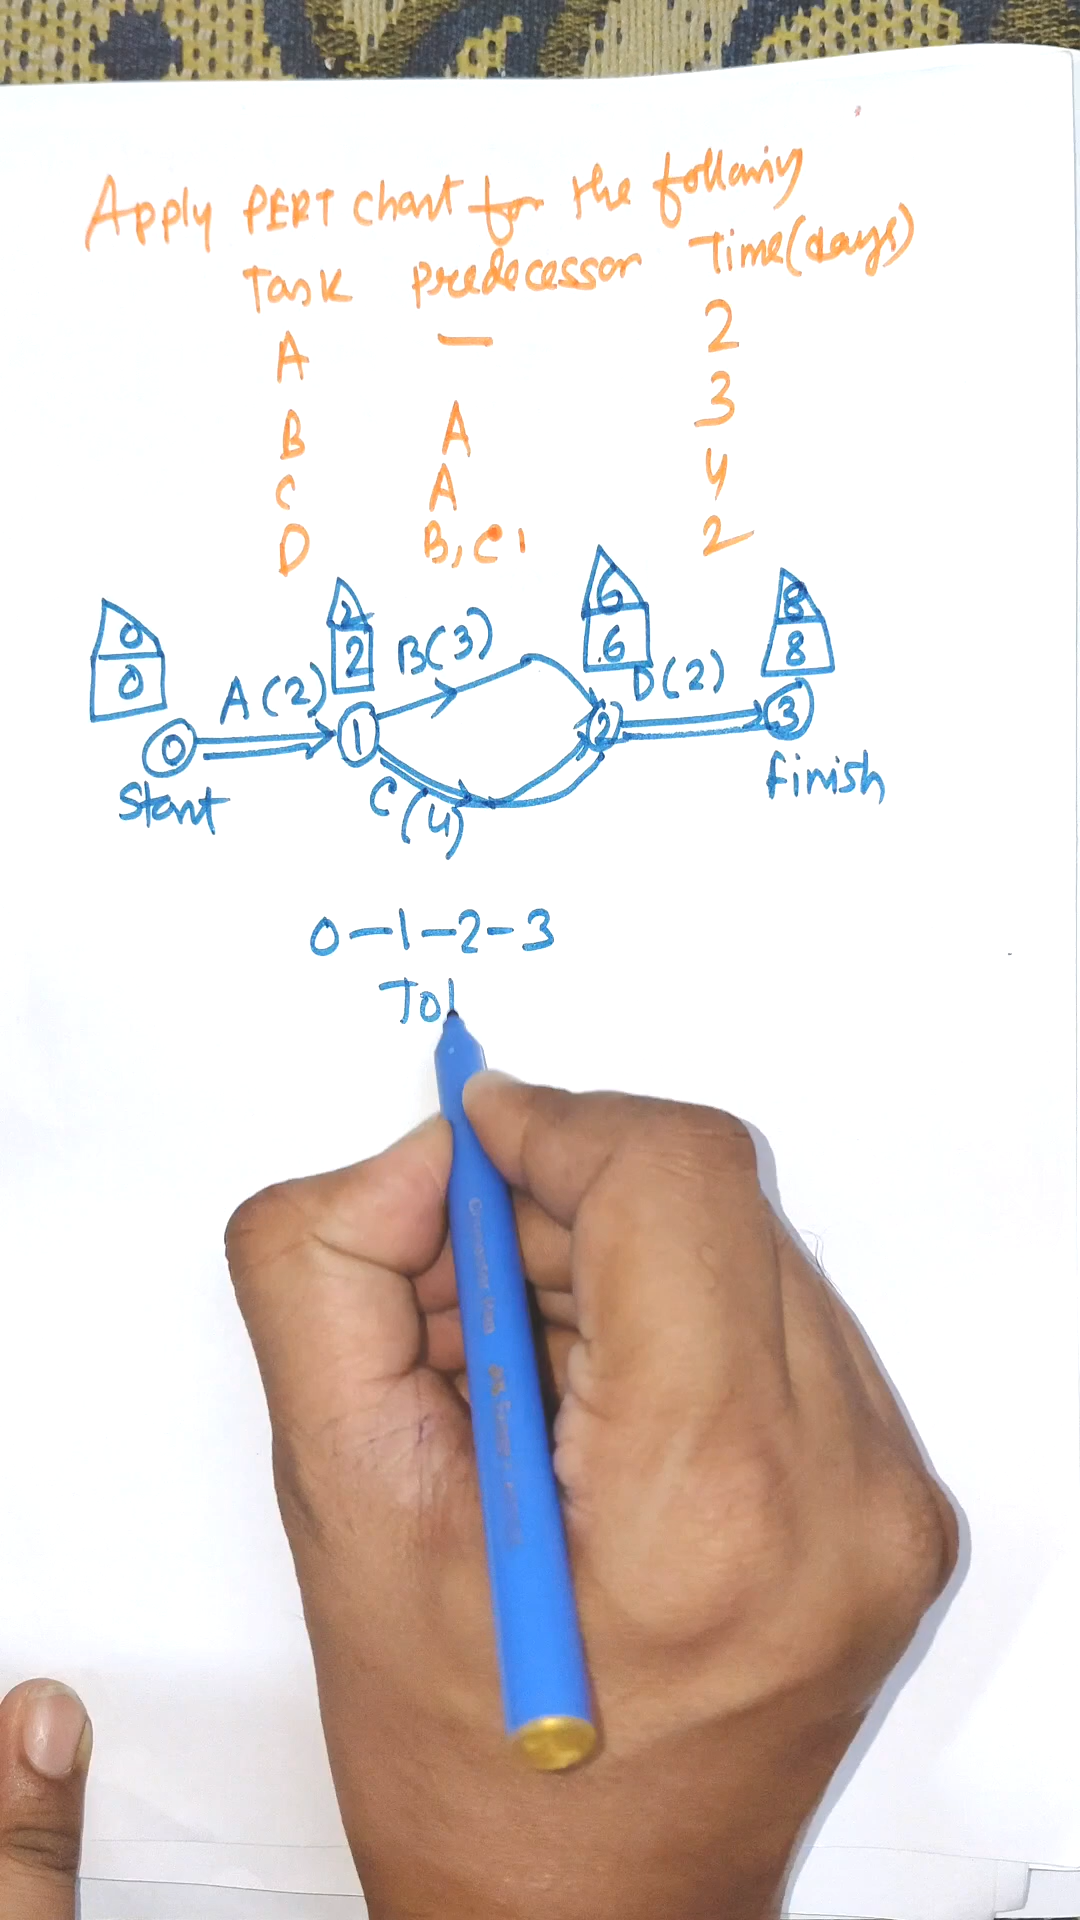 Apply PERT chart for the following
Task Predecessor Time(days)
A — 2
B A 3
C A 4
D B, C 2
0 2 6 8
0 2 6 8
A(2) B(3) D(2)
0 1 2 3
Start C(4) finish
0-1-2-3